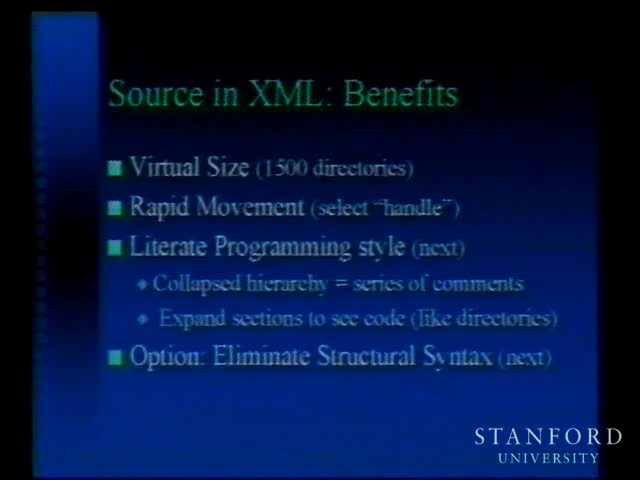 Source in XML: Benefits
Virtual Size (1500 directories)
Rapid Movement (select "handle")
Literate Programming style (next)
Collapsed hierarchy = series of comments
Expand sections to see code (like directories)
Option: Eliminate Structural Syntax (next)
STANFORD
UNIVERSITY